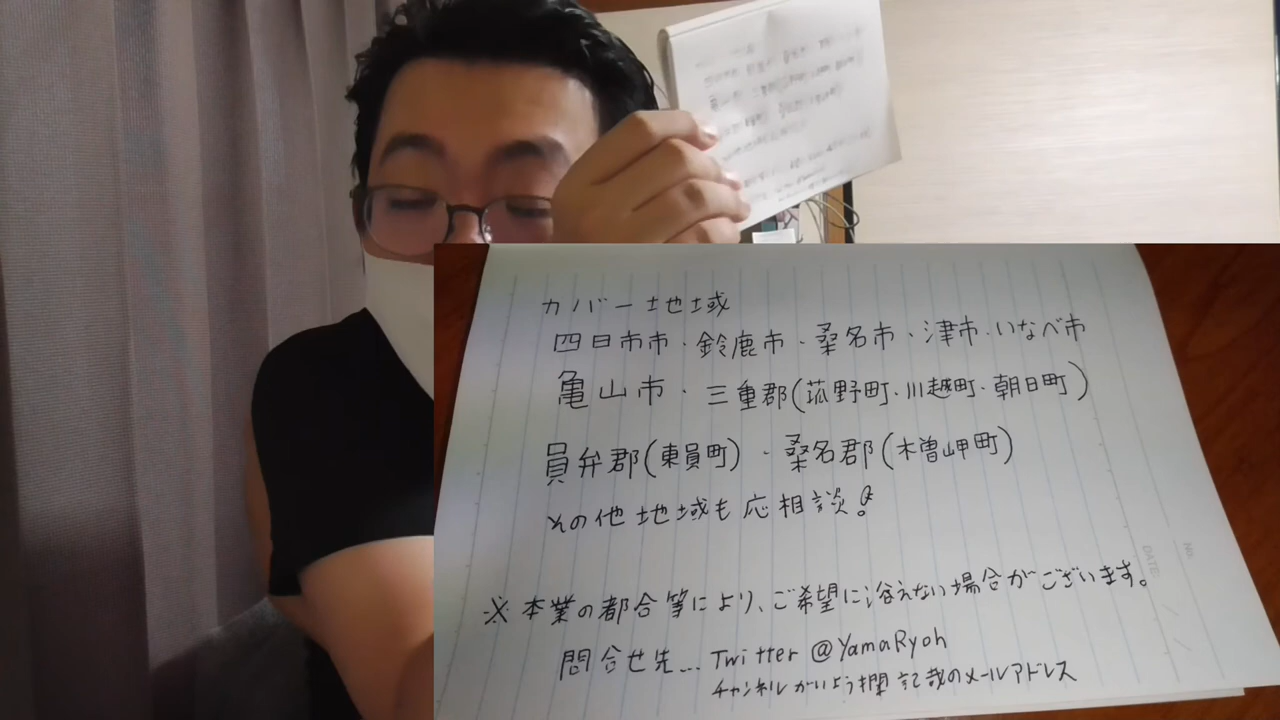 カバー地域
四日市市・鈴鹿市・桑名市・津市・いなべ市
亀山市・三重郡(菰野町・川越町・朝日町)
員弁郡(東員町)・桑名郡(木曽岬町)
その他地域も応相談!
※本業の都合等により、ご希望に沿えない場合がございます。
問合せ先… Twitter @YamaRyoh
チャンネルがいよう欄記載のメールアドレス
No.
DATE